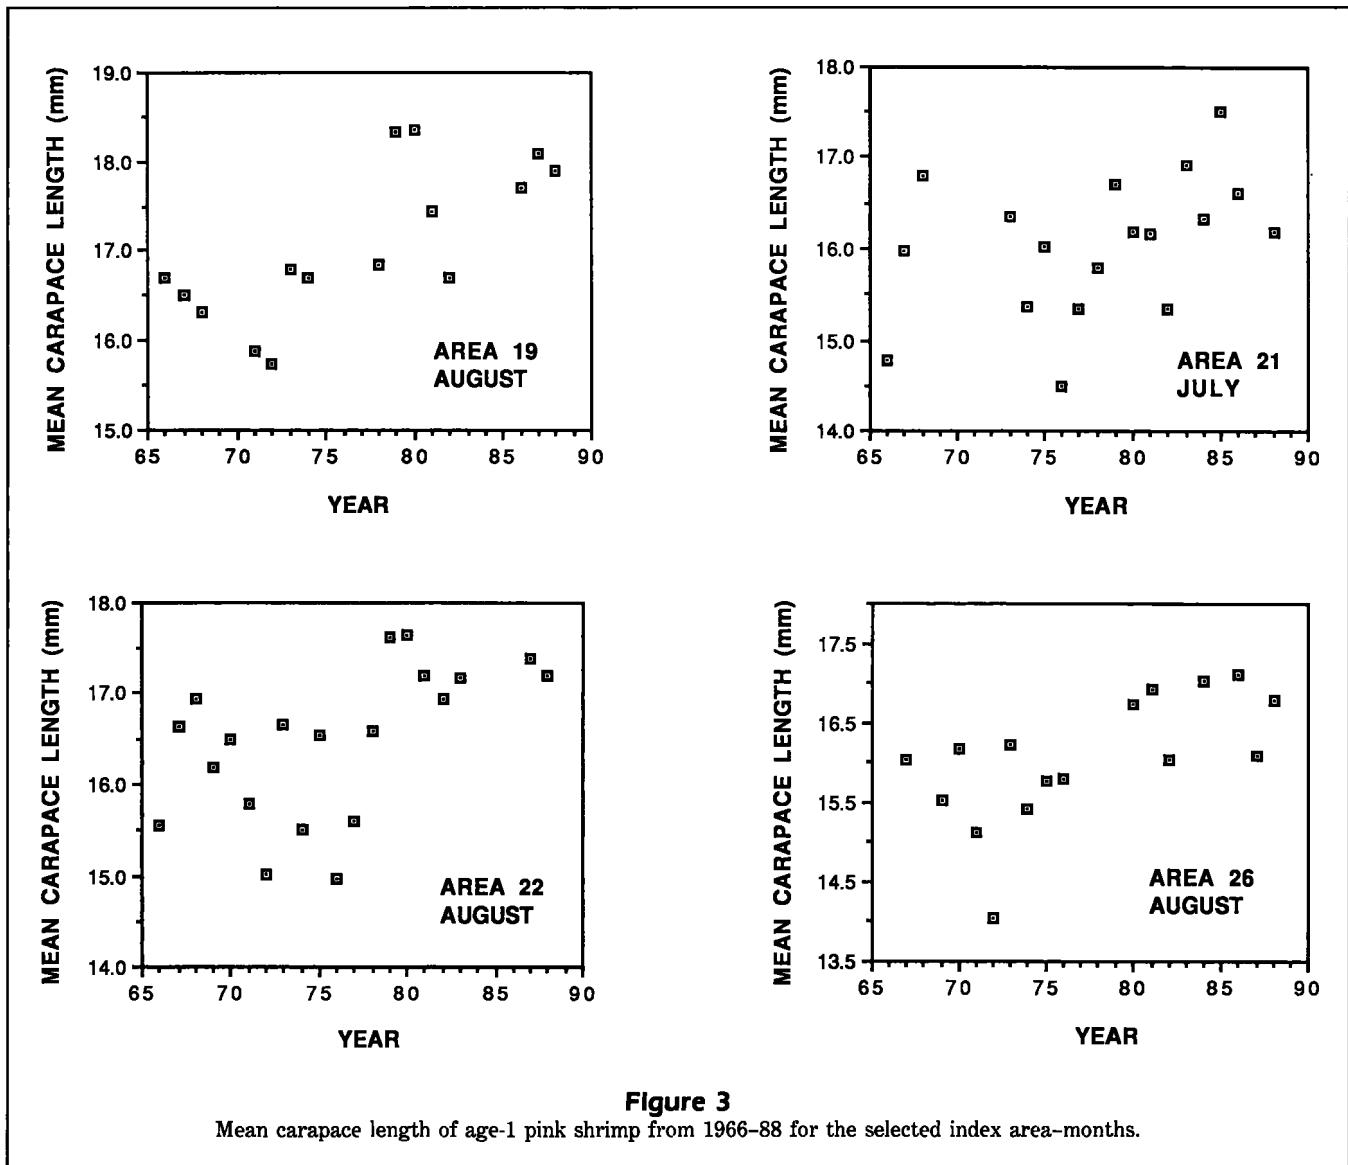 MEAN CARAPACE LENGTH (mm)
19.0
18.0
17.0
16.0
15.0
65 70 75 80 85 90
YEAR
AREA 19
AUGUST
MEAN CARAPACE LENGTH (mm)
18.0
17.0
16.0
15.0
14.0
65 70 75 80 85 90
YEAR
AREA 21
JULY
MEAN CARAPACE LENGTH (mm)
18.0
17.0
16.0
15.0
14.0
65 70 75 80 85 90
YEAR
AREA 22
AUGUST
MEAN CARAPACE LENGTH (mm)
17.5
16.5
15.5
14.5
13.5
65 70 75 80 85 90
YEAR
AREA 26
AUGUST
Figure 3
Mean carapace length of age-1 pink shrimp from 1966–88 for the selected index area–months.